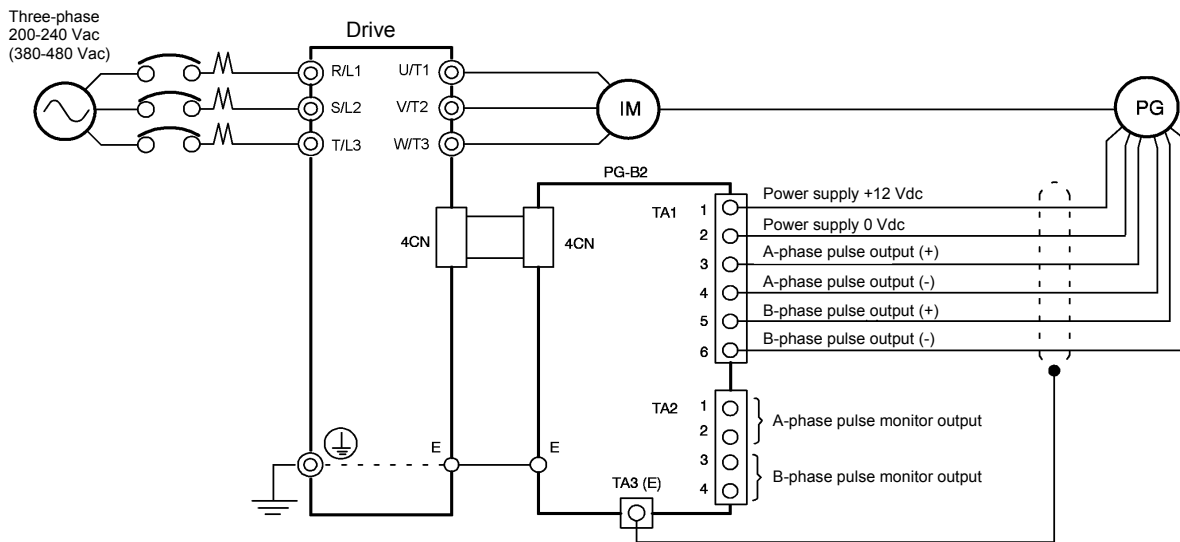 Three-phase
200-240 Vac
(380-480 Vac)
Drive
R/L1
U/T1
S/L2
V/T2
T/L3
W/T3
IM
PG
PG-B2
4CN
4CN
TA1
1
Power supply +12 Vdc
2
Power supply 0 Vdc
3
A-phase pulse output (+)
4
A-phase pulse output (-)
5
B-phase pulse output (+)
6
B-phase pulse output (-)
TA2
1
2
A-phase pulse monitor output
3
4
B-phase pulse monitor output
E
E
TA3 (E)